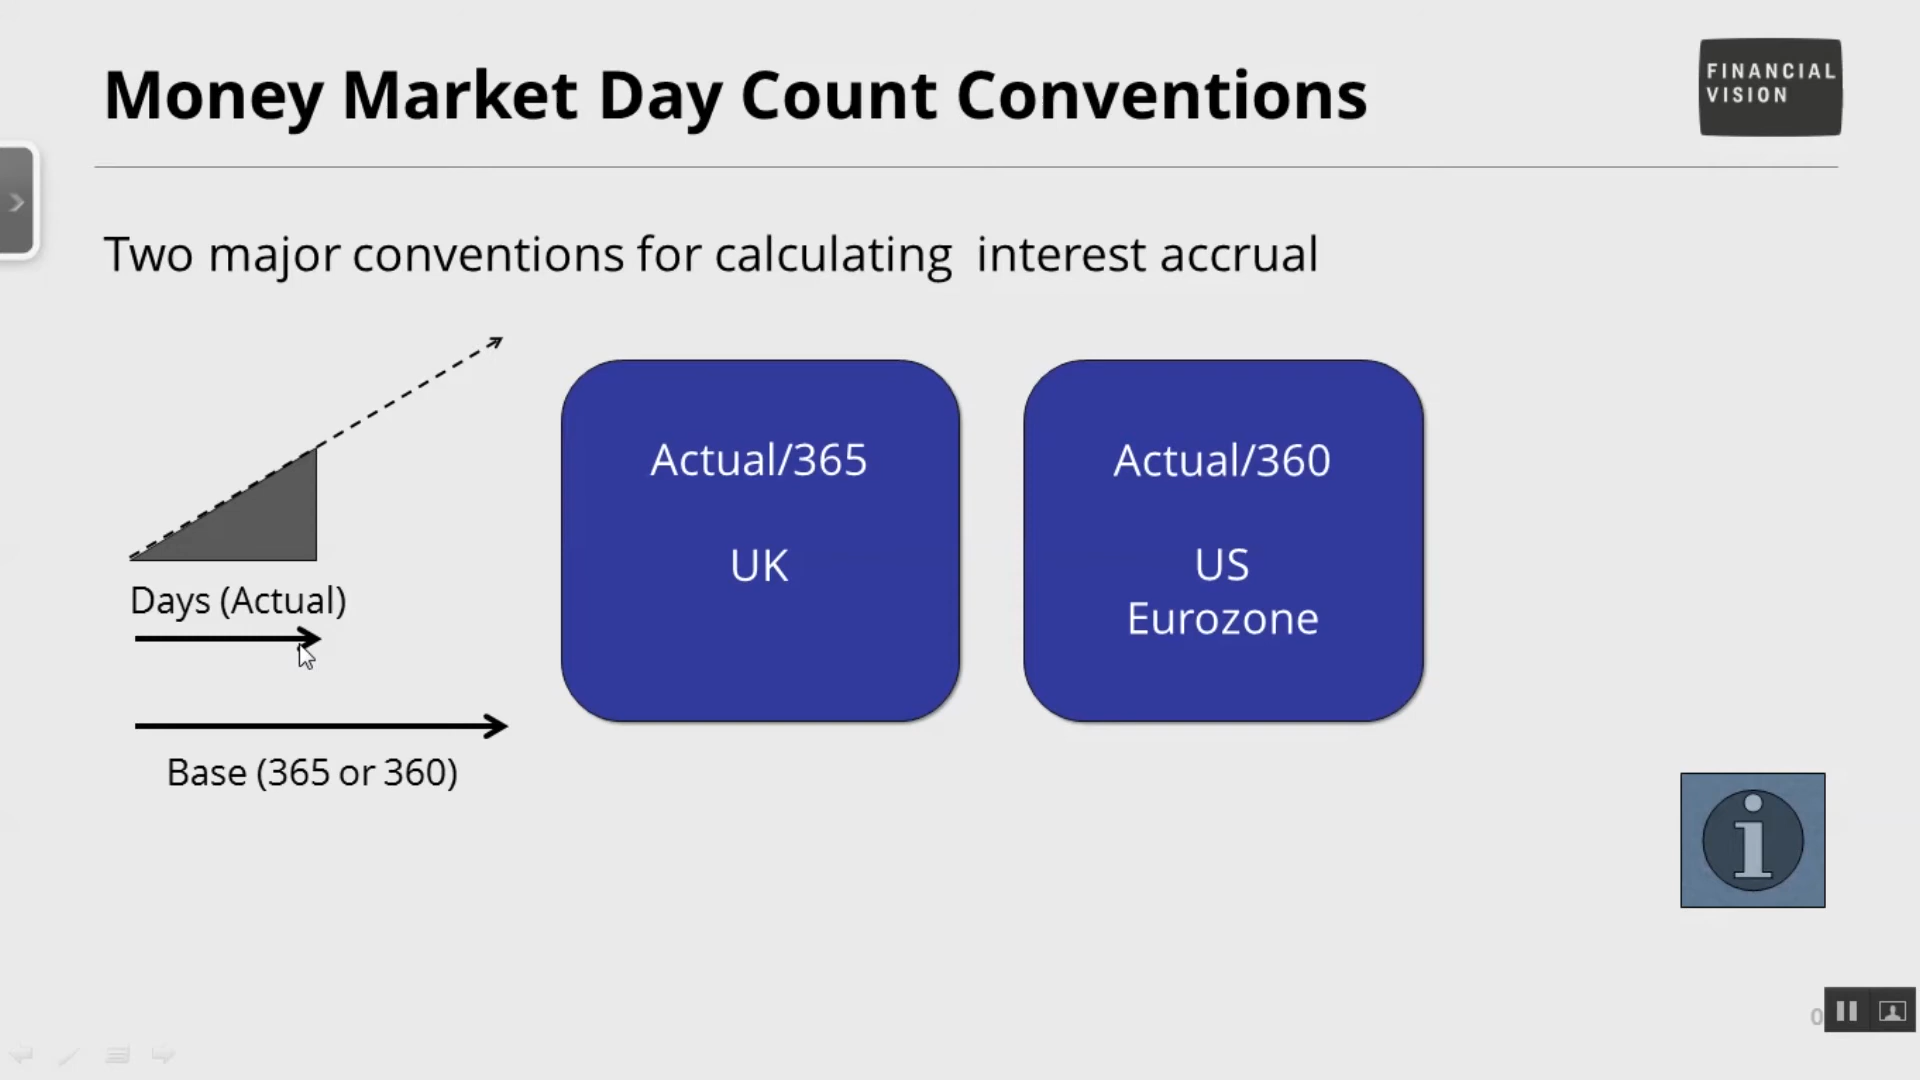 Money Market Day Count Conventions
FINANCIAL
VISION
Two major conventions for calculating  interest accrual
Days (Actual)
Base (365 or 360)
Actual/365
UK
Actual/360
US
Eurozone
i
0